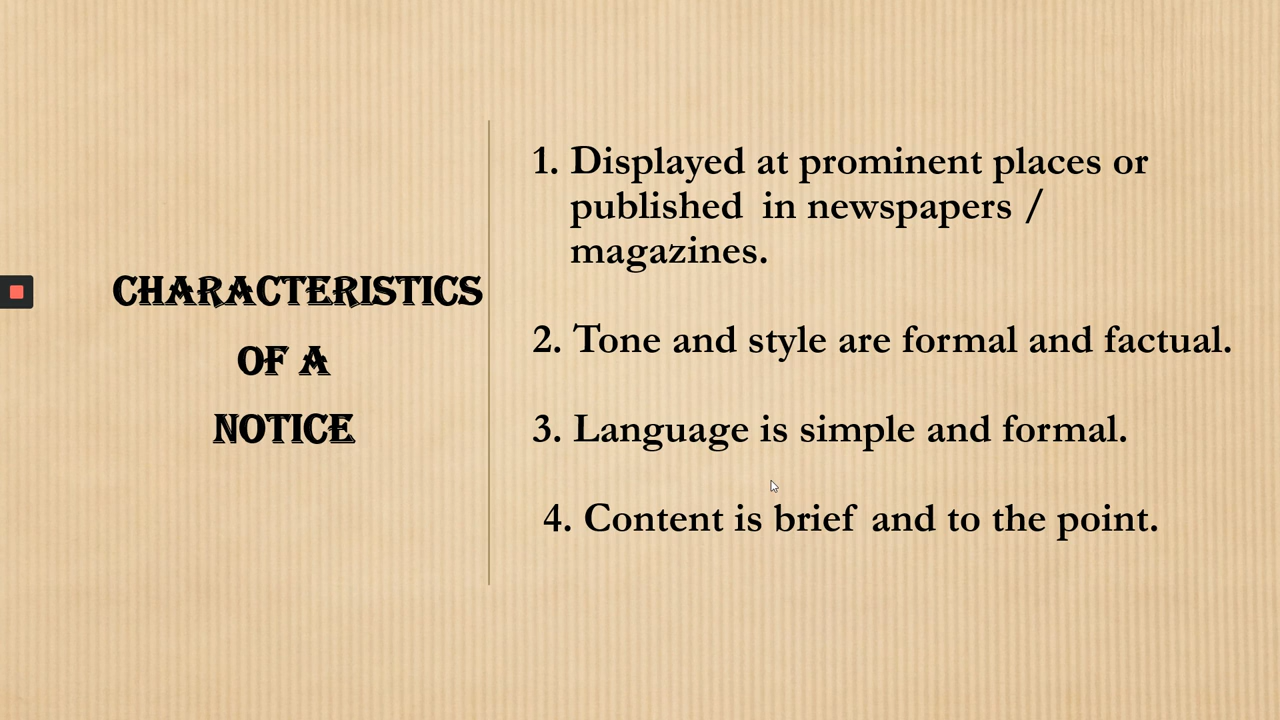 CHARACTERISTICS
OF A
NOTICE
1. Displayed at prominent places or
published in newspapers /
magazines.
2. Tone and style are formal and factual.
3. Language is simple and formal.
4. Content is brief and to the point.